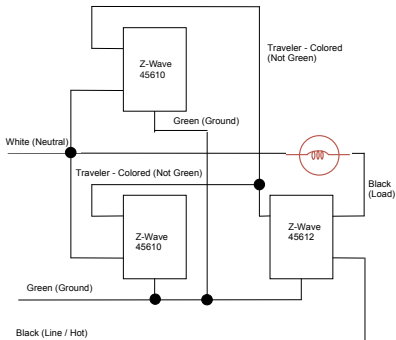 Z-Wave
45610
Traveler - Colored
(Not Green)
Green (Ground)
White (Neutral)
Traveler - Colored (Not Green)
Black
(Load)
Z-Wave
45610
Z-Wave
45612
Green (Ground)
Black (Line / Hot)